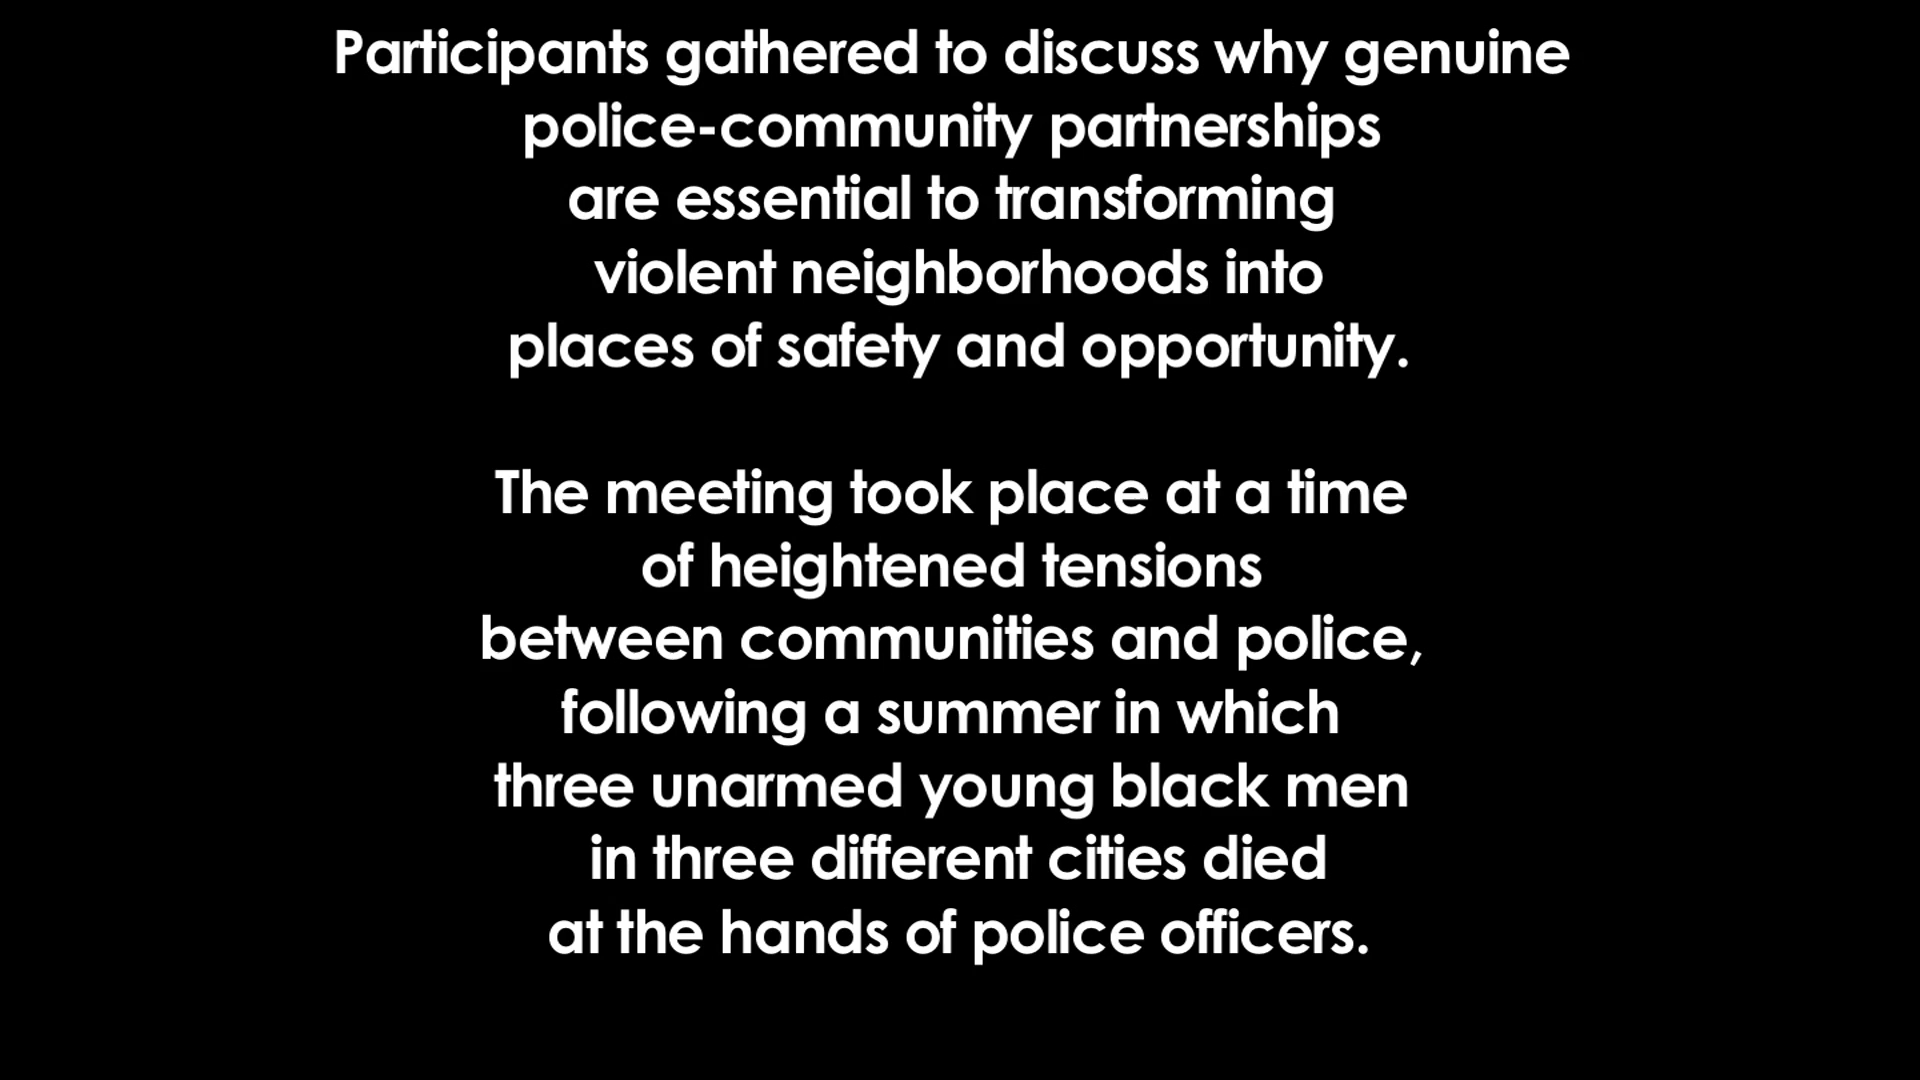 Participants gathered to discuss why genuine
police-community partnerships
are essential to transforming
violent neighborhoods into
places of safety and opportunity.
The meeting took place at a time
of heightened tensions
between communities and police,
following a summer in which
three unarmed young black men
in three different cities died
at the hands of police officers.